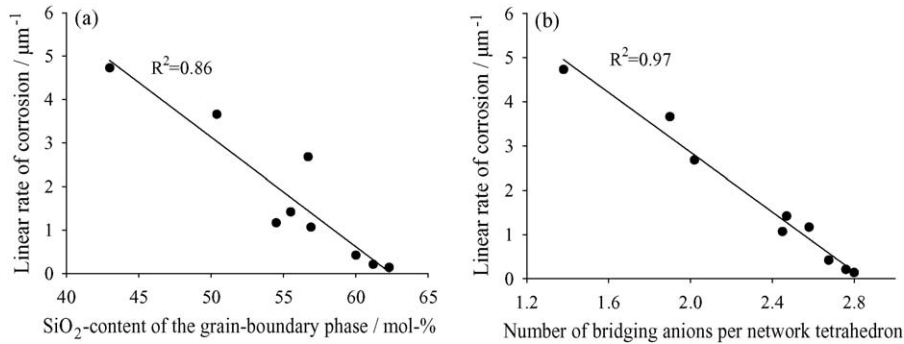 (a)
R²=0.86
Linear rate of corrosion / μm⁻¹
6
5
4
3
2
1
0
40 45 50 55 60 65
SiO₂-content of the grain-boundary phase / mol-%
(b)
R²=0.97
Linear rate of corrosion / μm⁻¹
6
5
4
3
2
1
0
1.2 1.6 2.0 2.4 2.8
Number of bridging anions per network tetrahedron